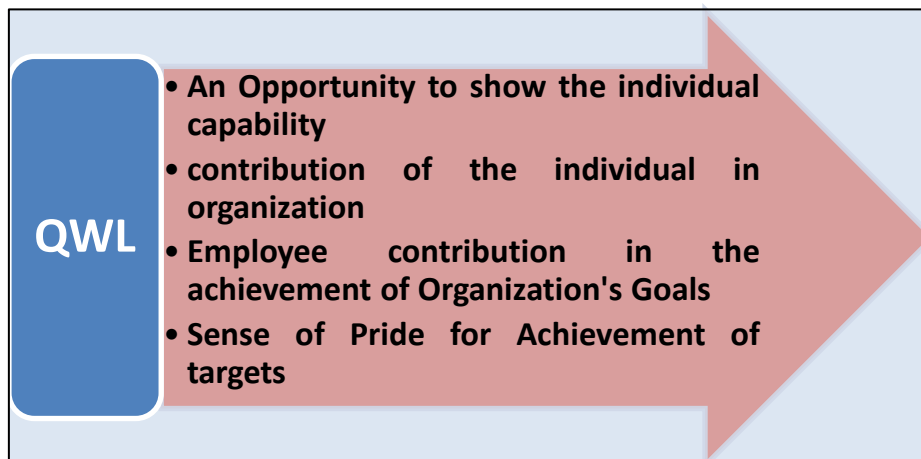 QWL
• An Opportunity to show the individual
capability
• contribution of the individual in
organization
• Employee contribution in the
achievement of Organization's Goals
• Sense of Pride for Achievement of
targets